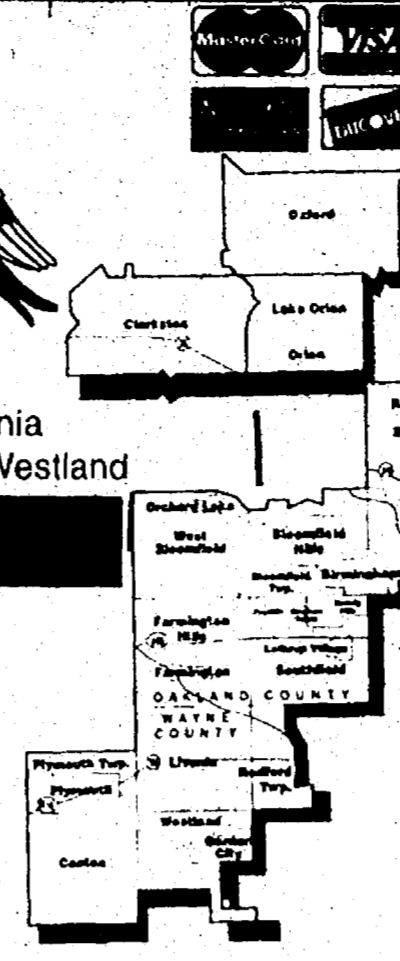 MasterCard
VISA
Oxford
Clarkston
Lake Orion
Orion
nia
Westland
Orchard Lake
West
Bloomfield
Bloomfield
Hills
Bloomfield
Twp.
Birmingham
Farmington
Hills
Lathrup Village
Farmington
Southfield
OAKLAND COUNTY
WAYNE
COUNTY
Plymouth Twp.
Livonia
Redford
Twp.
Plymouth
Westland
Garden
City
Canton